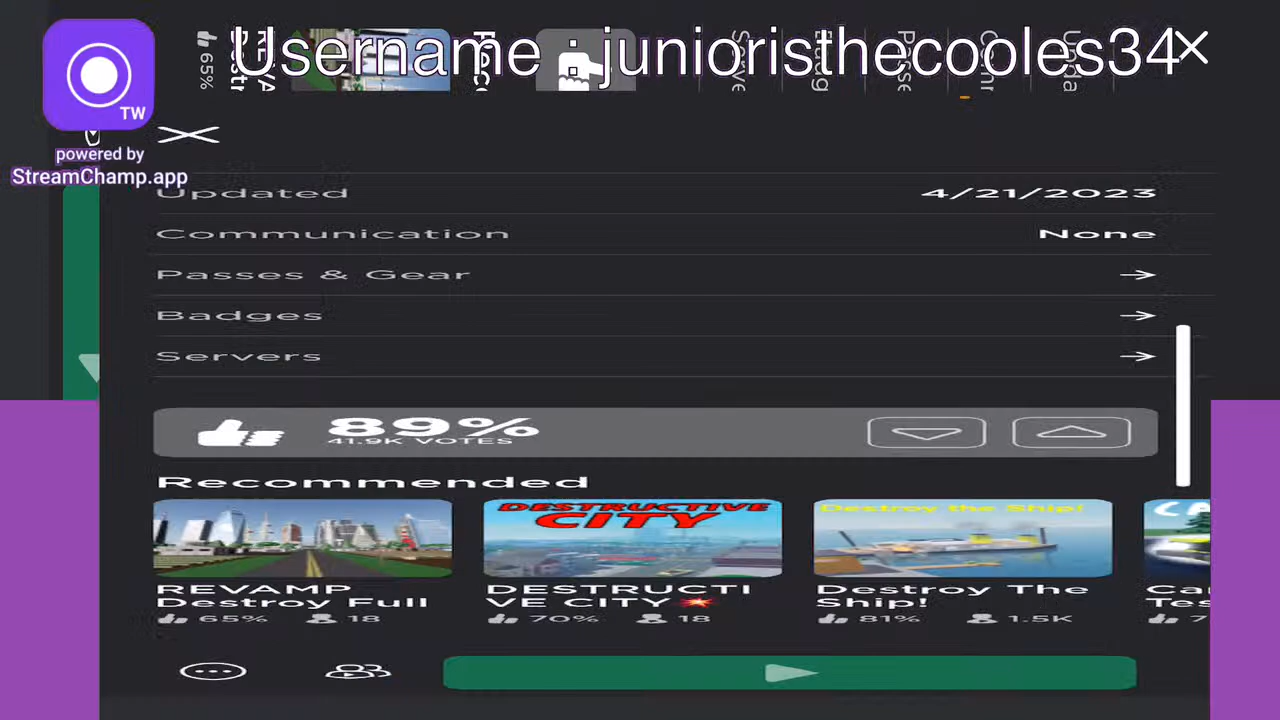 Username : junioristhecooles34
TW
powered by
StreamChamp.app
65%
Updated 4/21/2023
Communication None
Passes & Gear
Badges
Servers
89%
41.9K VOTES
Recommended
DESTRUCTIVE
CITY
Destroy the Ship!
REVAMP
Destroy Full
65% 18
DESTRUCTI
VE CITY 💥
70% 18
Destroy The
Ship!
81% 1.5K